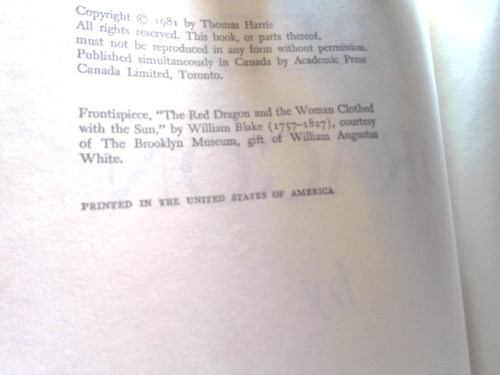 Copyright © 1981 by Thomas Harris
All rights reserved. This book, or parts thereof,
must not be reproduced in any form without permission.
Published simultaneously in Canada by Academic Press
Canada Limited, Toronto.
Frontispiece, "The Red Dragon and the Woman Clothed
with the Sun," by William Blake (1757–1827), courtesy
of The Brooklyn Museum, gift of William Augustus
White.
PRINTED IN THE UNITED STATES OF AMERICA